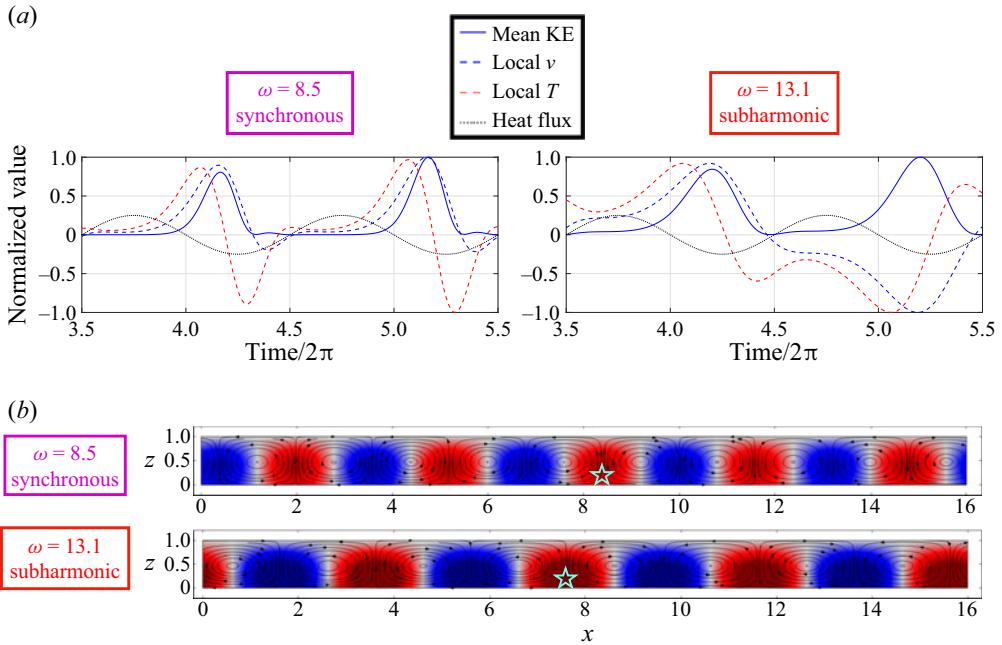 (a)
Mean KE
Local v
Local T
Heat flux
ω = 8.5
synchronous
ω = 13.1
subharmonic
Normalized value
1.0
0.5
0
−0.5
−1.0
3.5 4.0 4.5 5.0 5.5
Time/2π
1.0
0.5
0
−0.5
−1.0
3.5 4.0 4.5 5.0 5.5
Time/2π
(b)
ω = 8.5
synchronous
z
1.0
0.5
0
0 2 4 6 8 10 12 14 16
ω = 13.1
subharmonic
z
1.0
0.5
0
0 2 4 6 8 10 12 14 16
x